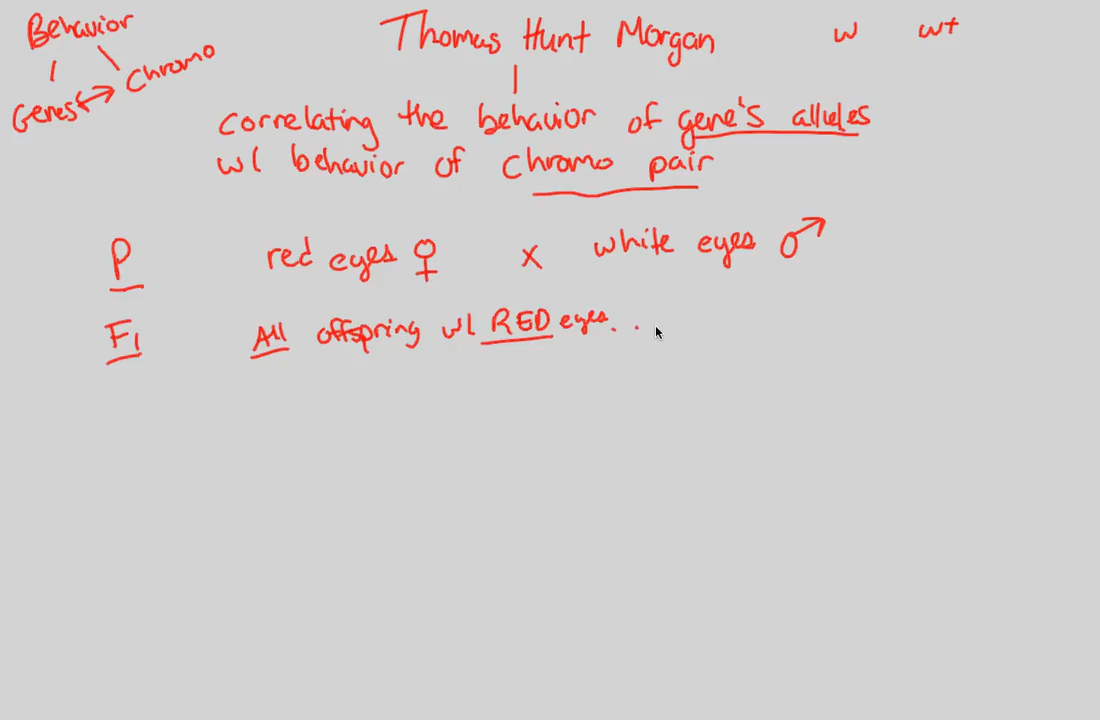 Behavior
Genes Chromo
Thomas Hunt Morgan
w w+
correlating the behavior of gene's alleles
w/ behavior of chromo pair
P red eyes ♀ x white eyes ♂
F1 All offspring w/ RED eyes...